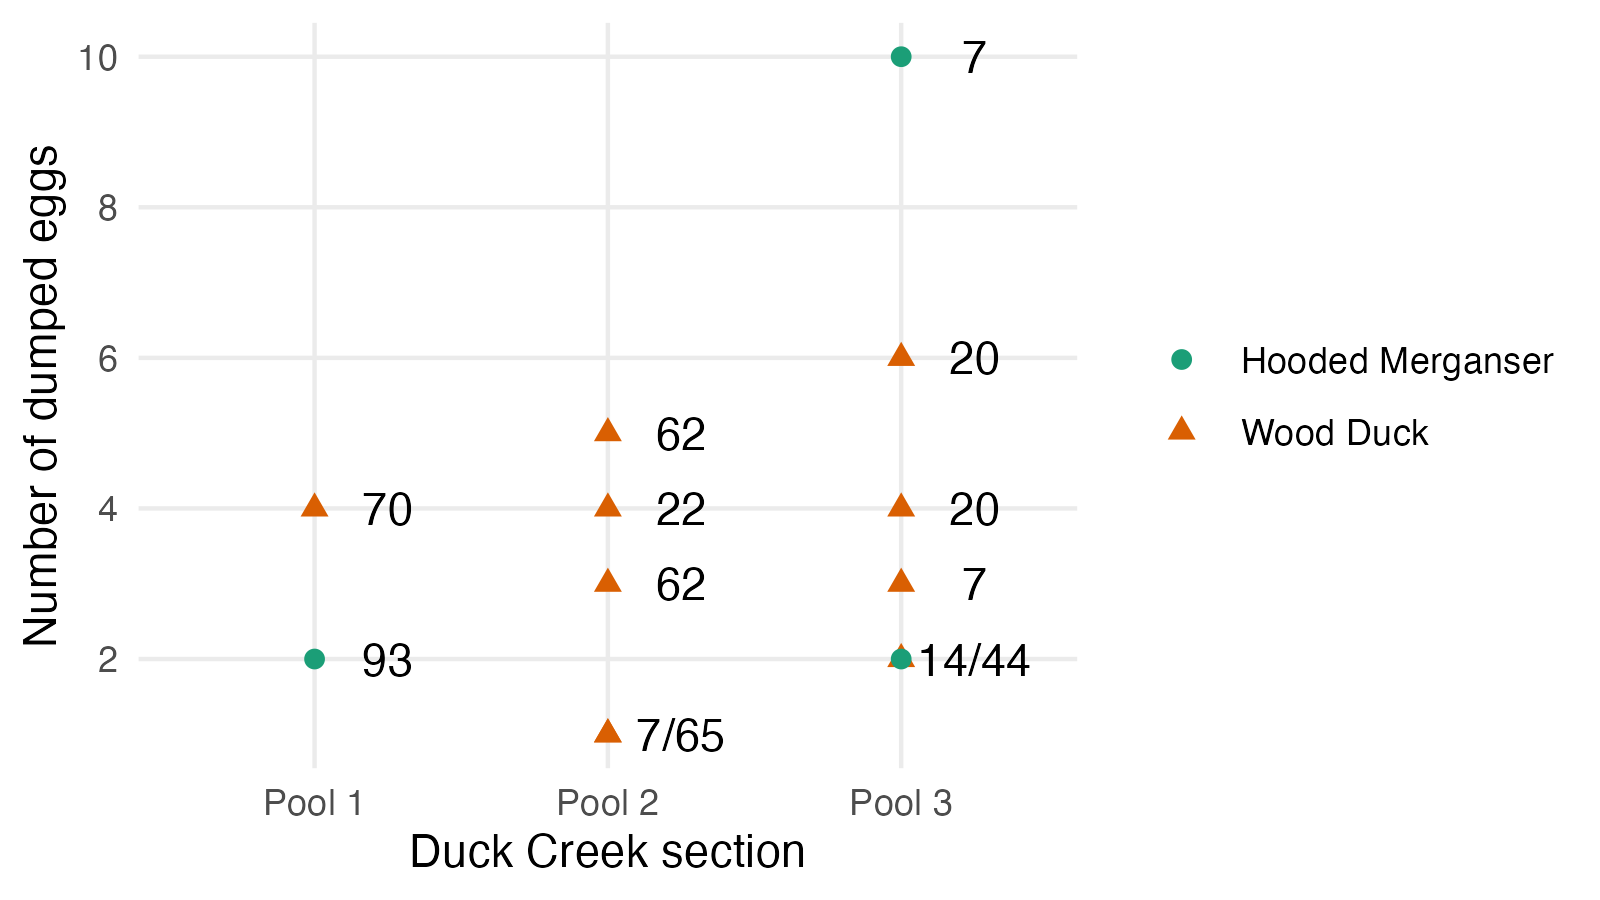 10
7
8
6
20
62
4
70
22
20
62
7
2
93
14/44
7/65
Pool 1
Pool 2
Pool 3
Duck Creek section
Number of dumped eggs
Hooded Merganser
Wood Duck